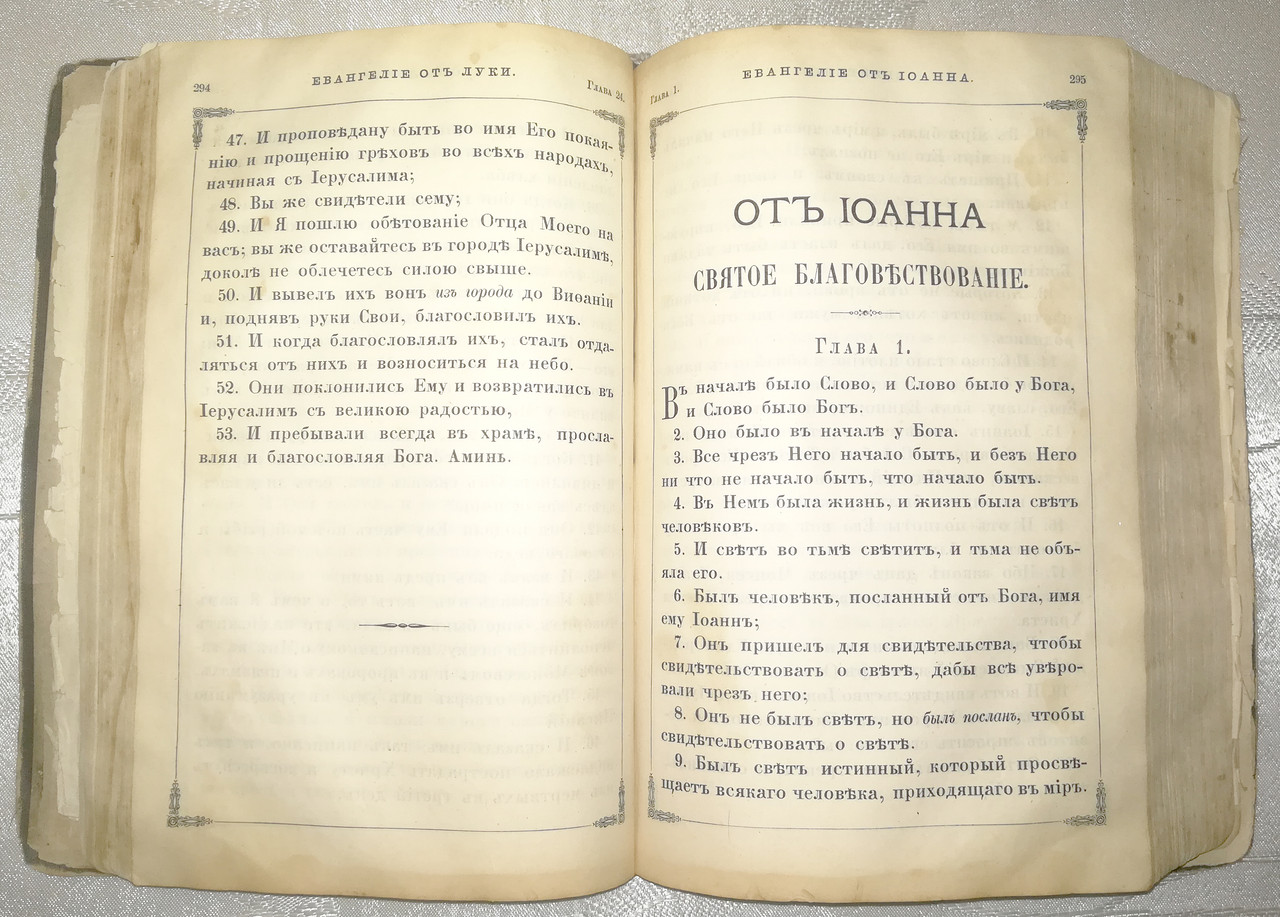 294
ЕВАНГЕЛІЕ ОТЪ ЛУКИ.
Глава 24.
47. И проповѣдану быть во имя Его покая-
нію и прощенію грѣховъ во всѣхъ народахъ,
начиная съ Іерусалима;
48. Вы же свидѣтели сему;
49. И Я пошлю обѣтованіе Отца Моего на
васъ; вы же оставайтесь въ городѣ Іерусалимѣ,
доколѣ не облечетесь силою свыше.
50. И вывелъ ихъ вонъ изъ города до Виѳаніи
и, поднявъ руки Свои, благословилъ ихъ.
51. И когда благословлялъ ихъ, сталъ отда-
ляться отъ нихъ и возноситься на небо.
52. Они поклонились Ему и возвратились въ
Іерусалимъ съ великою радостью,
53. И пребывали всегда въ храмѣ, просла-
вляя и благословляя Бога. Аминь.
Глава 1.
ЕВАНГЕЛІЕ ОТЪ ІОАННА.
295
ОТЪ ІОАННА
СВЯТОЕ БЛАГОВѢСТВОВАНІЕ.
Глава 1.
Въ началѣ было Слово, и Слово было у Бога,
и Слово было Богъ.
2. Оно было въ началѣ у Бога.
3. Все чрезъ Него начало быть, и безъ Него
ни что не начало быть, что начало быть.
4. Въ Немъ была жизнь, и жизнь была свѣтъ
человѣковъ.
5. И свѣтъ во тьмѣ свѣтитъ, и тьма не объ-
яла его.
6. Былъ человѣкъ, посланный отъ Бога, имя
ему Іоаннъ;
7. Онъ пришелъ для свидѣтельства, чтобы
свидѣтельствовать о свѣтѣ, дабы всѣ увѣро-
вали чрезъ него;
8. Онъ не былъ свѣтъ, но былъ посланъ, чтобы
свидѣтельствовать о свѣтѣ.
9. Былъ свѣтъ истинный, который просвѣ-
щаетъ всякаго человѣка, приходящаго въ міръ.